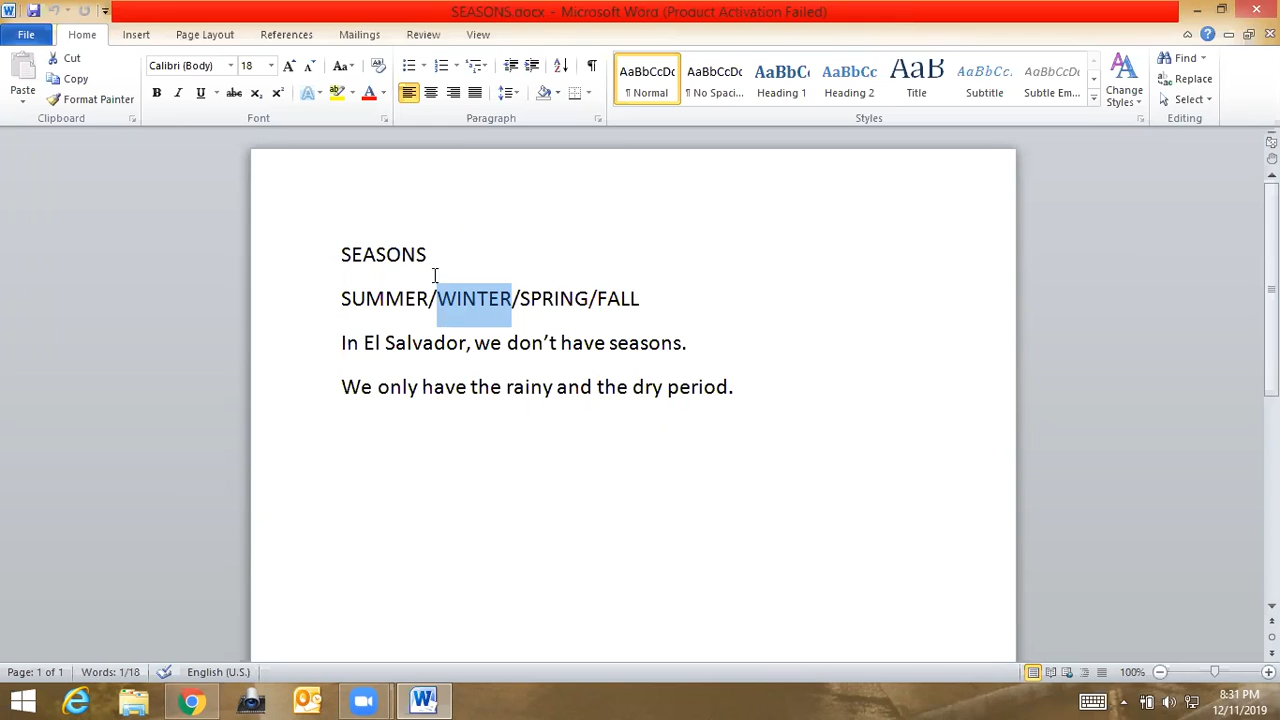 SEASONS.docx - Microsoft Word (Product Activation Failed)
File Home Insert Page Layout References Mailings Review View
Cut
Copy
Format Painter
Paste
Clipboard
Calibri (Body) 18
Font
Paragraph
AaBbCcDc AaBbCcDc AaBbC AaBbCc AaB AaBbCc. AaBbCcDc
¶ Normal ¶ No Spaci... Heading 1 Heading 2 Title Subtitle Subtle Em...
Styles
Change Styles
Find
Replace
Select
Editing
SEASONS
SUMMER/WINTER/SPRING/FALL
In El Salvador, we don’t have seasons.
We only have the rainy and the dry period.
Page: 1 of 1 Words: 1/18 English (U.S.) 100%
8:31 PM
12/11/2019